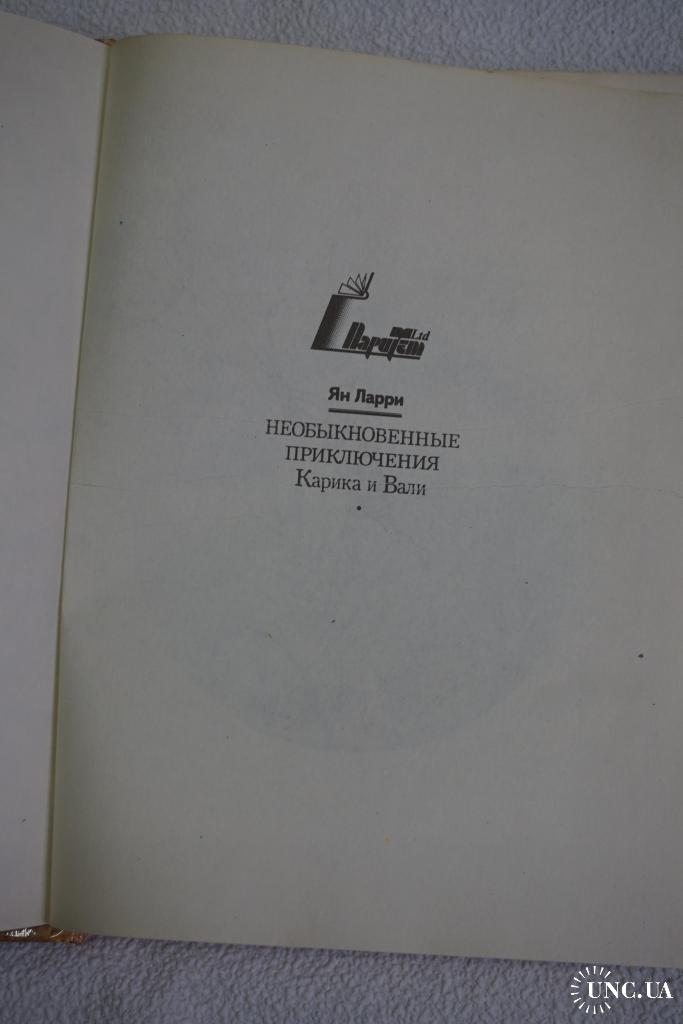 Паритет Ltd
Ян Ларри
НЕОБЫКНОВЕННЫЕ
ПРИКЛЮЧЕНИЯ
Карика и Вали
UNC.UA